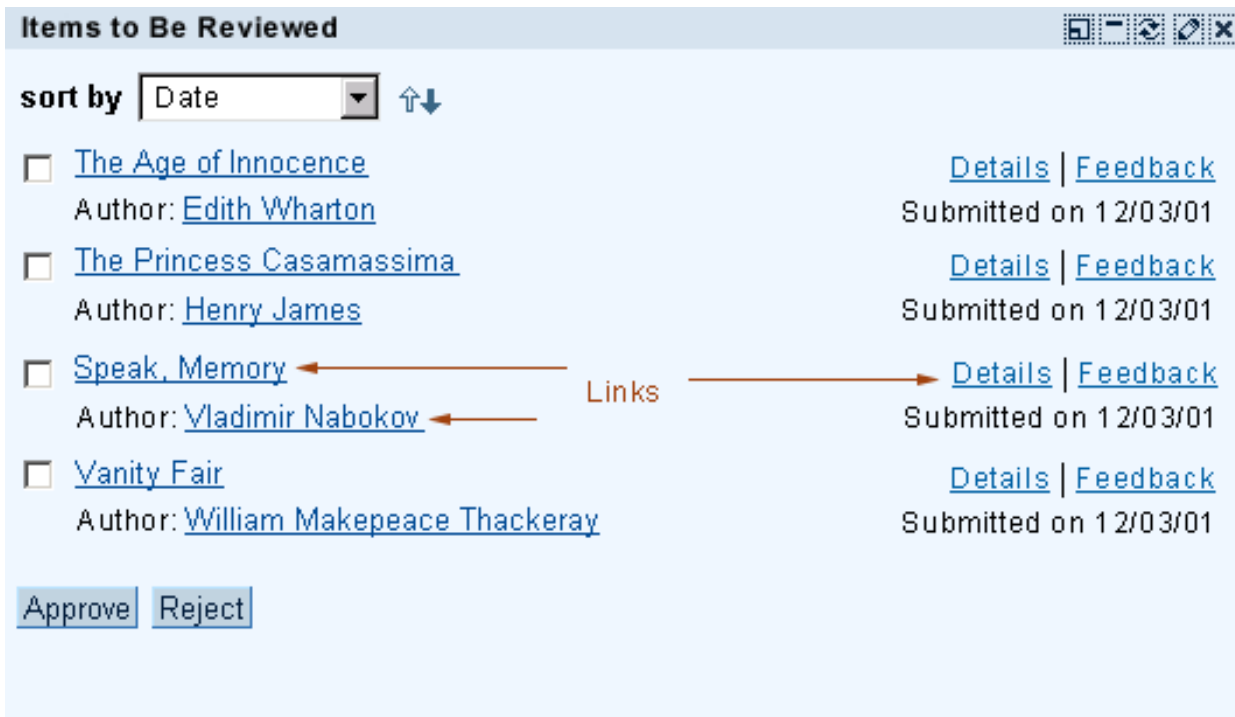 Items to Be Reviewed
sort by Date
The Age of Innocence Details | Feedback
Author: Edith Wharton Submitted on 12/03/01
The Princess Casamassima Details | Feedback
Author: Henry James Submitted on 12/03/01
Speak, Memory Links Details | Feedback
Author: Vladimir Nabokov Submitted on 12/03/01
Vanity Fair Details | Feedback
Author: William Makepeace Thackeray Submitted on 12/03/01
Approve Reject